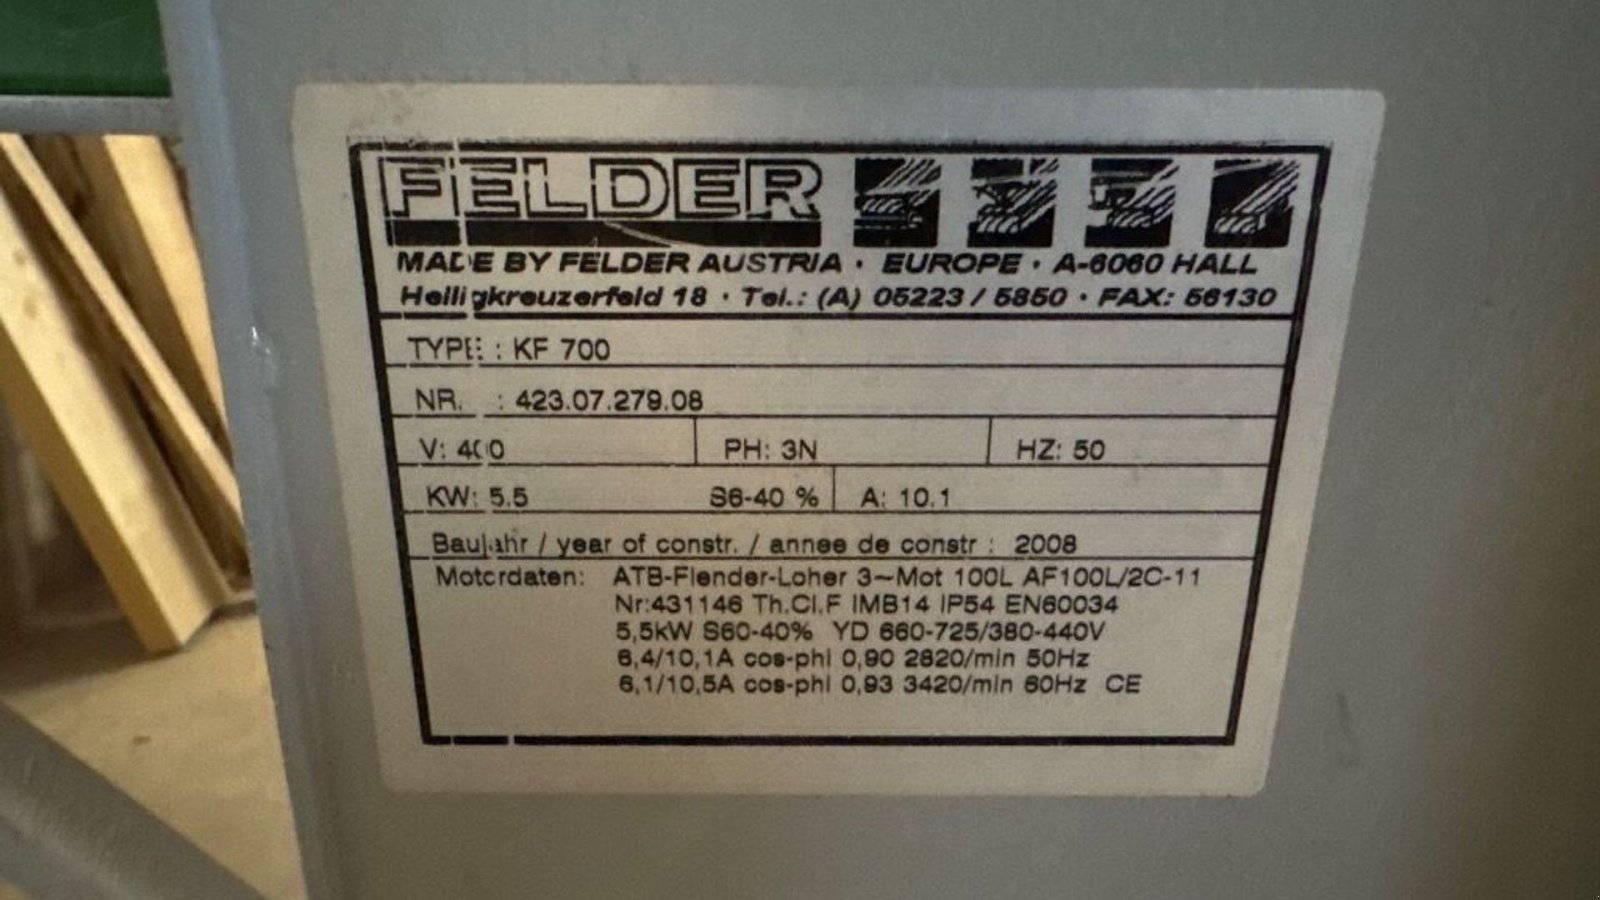 FELDER
MADE BY FELDER AUSTRIA · EUROPE · A-6060 HALL
Heiligkreuzerfeld 18 · Tel.: (A) 05223 / 5850 · FAX: 56130
TYPE : KF 700
NR. : 423.07.279.08
V: 400 PH: 3N HZ: 50
KW: 5.5 S6-40 % A: 10.1
Baujahr / year of constr. / annee de constr : 2008
Motordaten: ATB-Flender-Loher 3~Mot 100L AF100L/2C-11
Nr:431146 Th.Cl.F IMB14 IP54 EN60034
5,5kW S60-40% YD 660-725/380-440V
6,4/10,1A cos-phi 0,90 2820/min 50Hz
6,1/10,5A cos-phi 0,93 3420/min 60Hz CE